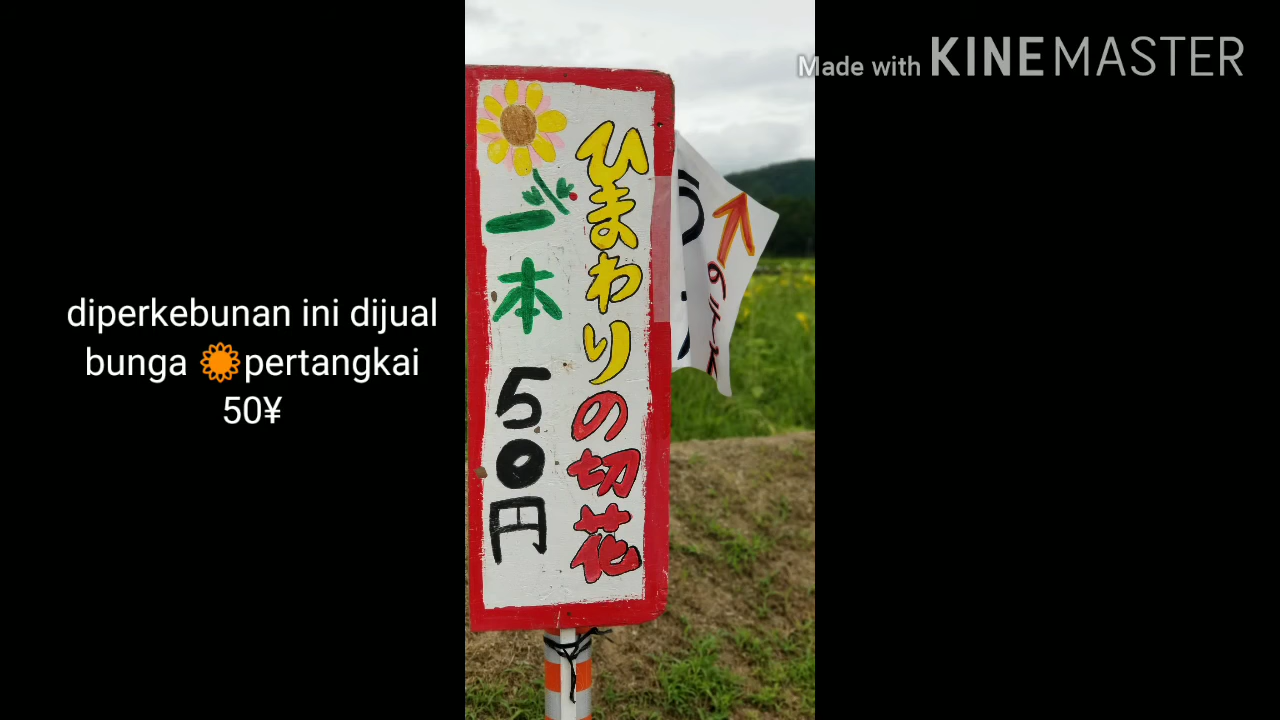 diperkebunan ini dijual
bunga 🌻pertangkai
50¥
Made with KINEMASTER
ひまわりの切花
一本
50円